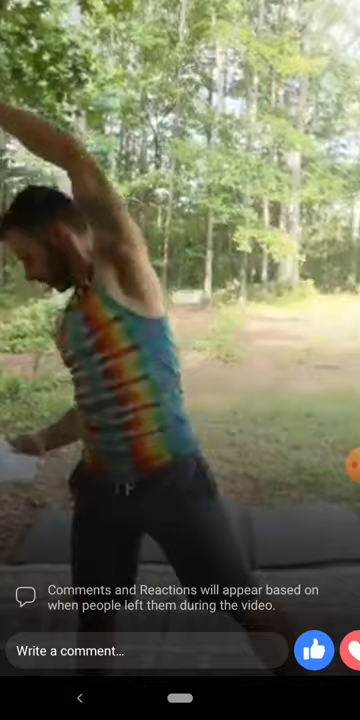 Comments and Reactions will appear based on
when people left them during the video.
Write a comment...